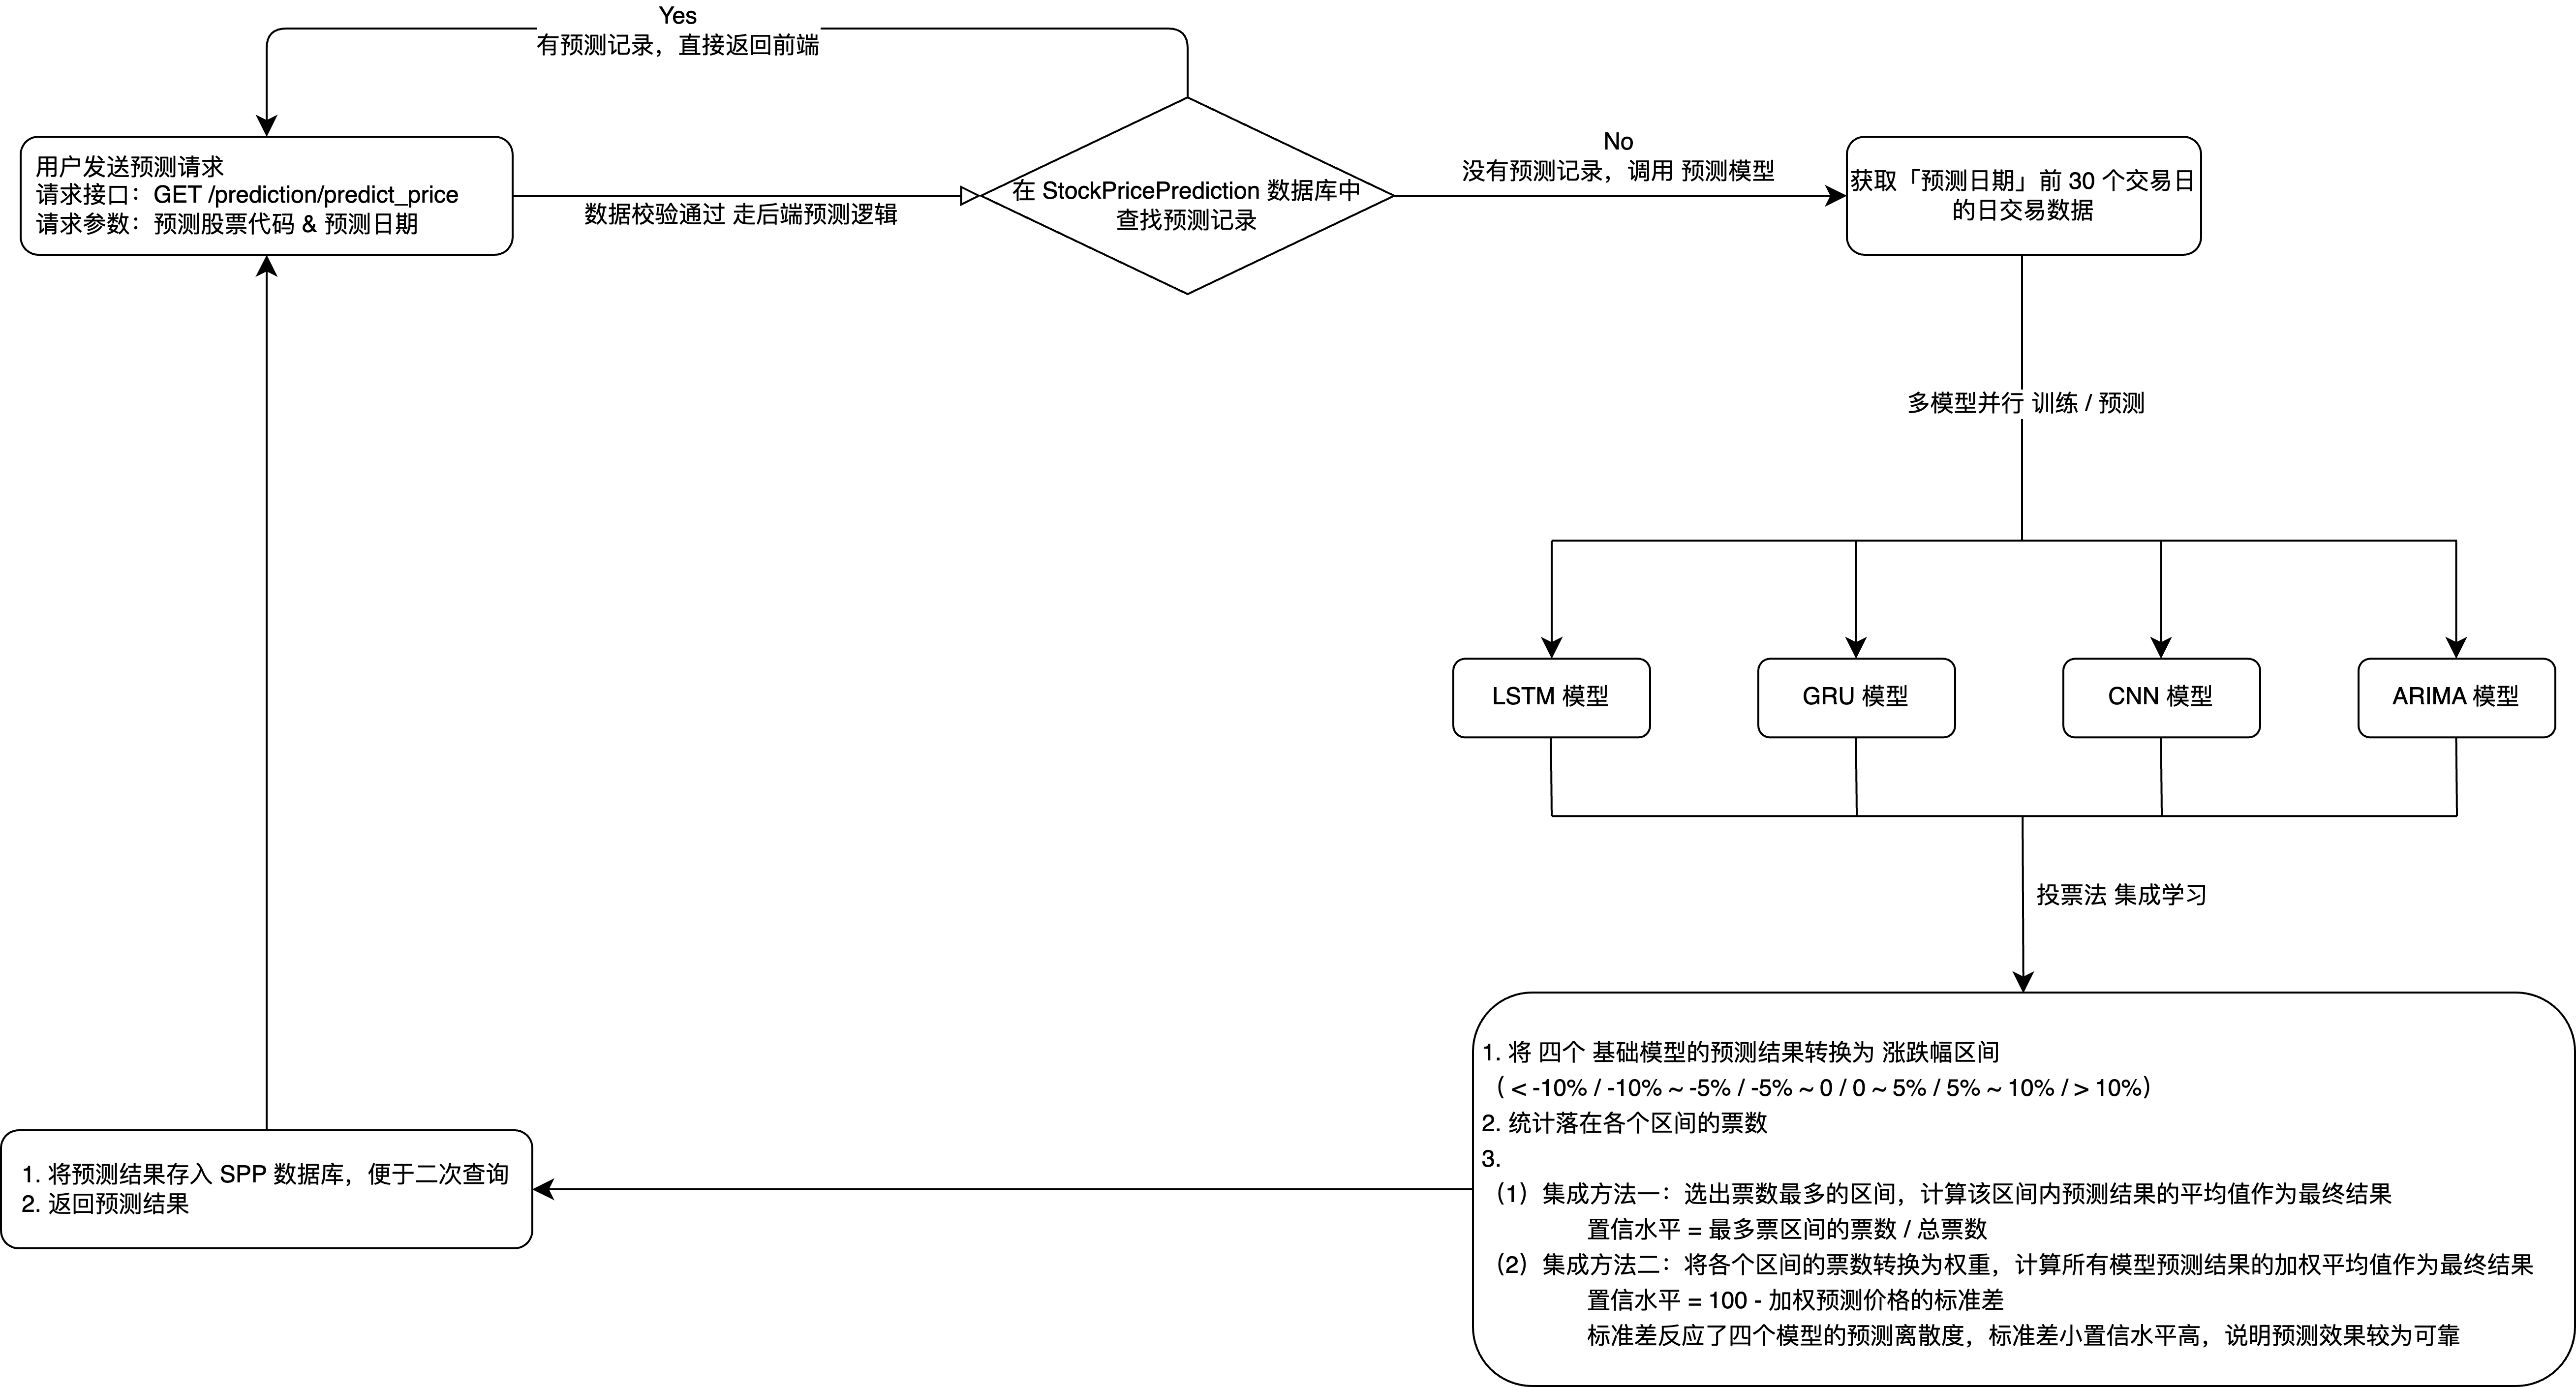 Yes
有预测记录，直接返回前端
用户发送预测请求
请求接口：GET /prediction/predict_price
请求参数：预测股票代码 & 预测日期
数据校验通过 走后端预测逻辑
在 StockPricePrediction 数据库中
查找预测记录
No
没有预测记录，调用 预测模型
获取「预测日期」前 30 个交易日
的日交易数据
多模型并行 训练 / 预测
LSTM 模型
GRU 模型
CNN 模型
ARIMA 模型
投票法 集成学习
1. 将 四个 基础模型的预测结果转换为 涨跌幅区间
（ < -10% / -10% ~ -5% / -5% ~ 0 / 0 ~ 5% / 5% ~ 10% / > 10%）
2. 统计落在各个区间的票数
3.
（1）集成方法一：选出票数最多的区间，计算该区间内预测结果的平均值作为最终结果
置信水平 = 最多票区间的票数 / 总票数
（2）集成方法二：将各个区间的票数转换为权重，计算所有模型预测结果的加权平均值作为最终结果
置信水平 = 100 - 加权预测价格的标准差
标准差反应了四个模型的预测离散度，标准差小置信水平高，说明预测效果较为可靠
1. 将预测结果存入 SPP 数据库，便于二次查询
2. 返回预测结果